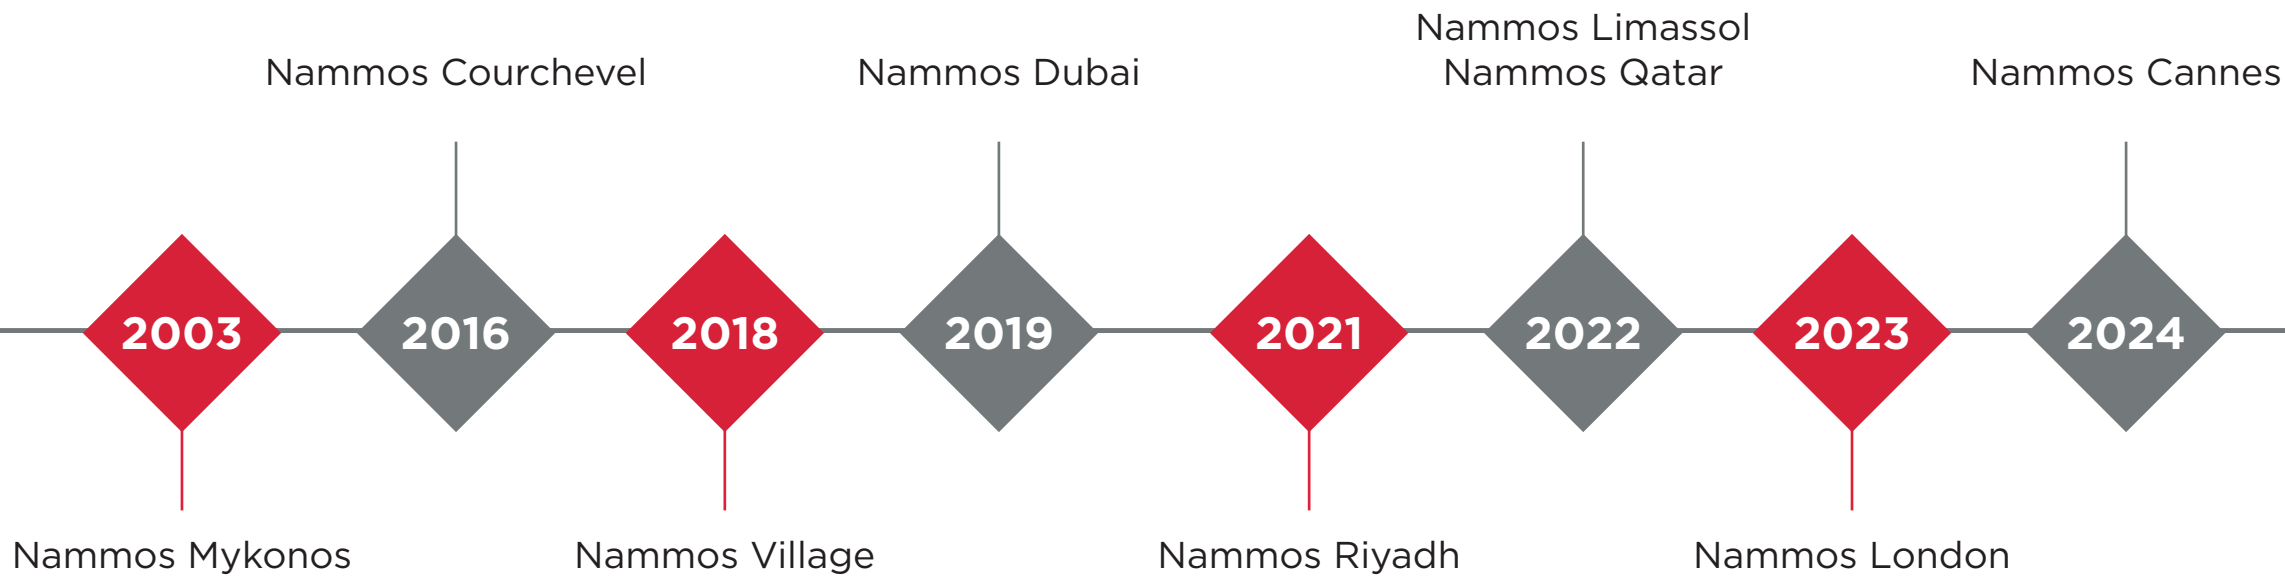 Nammos Limassol
Nammos Courchevel
Nammos Dubai
Nammos Qatar
Nammos Cannes
2003
2016
2018
2019
2021
2022
2023
2024
Nammos Mykonos
Nammos Village
Nammos Riyadh
Nammos London